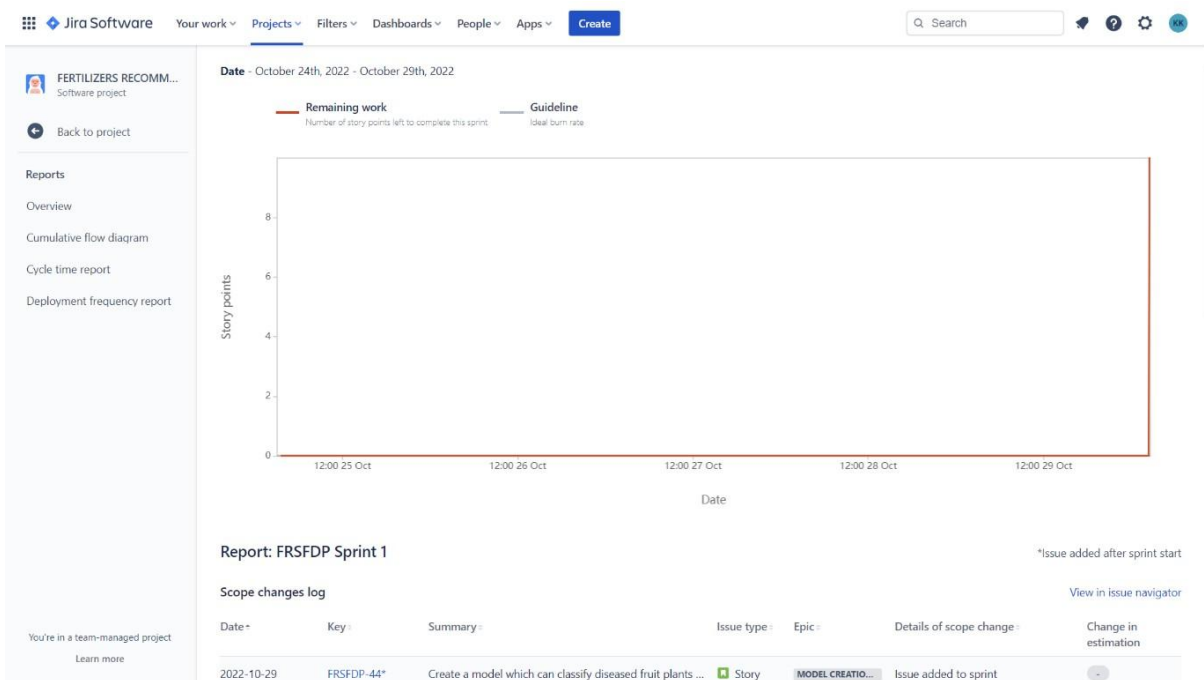 Jira Software Your work Projects Filters Dashboards People Apps Create Search KK
FERTILIZERS RECOMM...
Software project
Back to project
Reports
Overview
Cumulative flow diagram
Cycle time report
Deployment frequency report
You're in a team-managed project
Learn more
Date - October 24th, 2022 - October 29th, 2022
Remaining work
Number of story points left to complete this sprint
Guideline
Ideal burn rate
Story points
8
6
4
2
0
12:00 25 Oct 12:00 26 Oct 12:00 27 Oct 12:00 28 Oct 12:00 29 Oct
Date
Report: FRSFDP Sprint 1
*Issue added after sprint start
Scope changes log
View in issue navigator
Date Key Summary Issue type Epic Details of scope change Change in
estimation
2022-10-29 FRSFDP-44* Create a model which can classify diseased fruit plants ... Story MODEL CREATIO... Issue added to sprint -